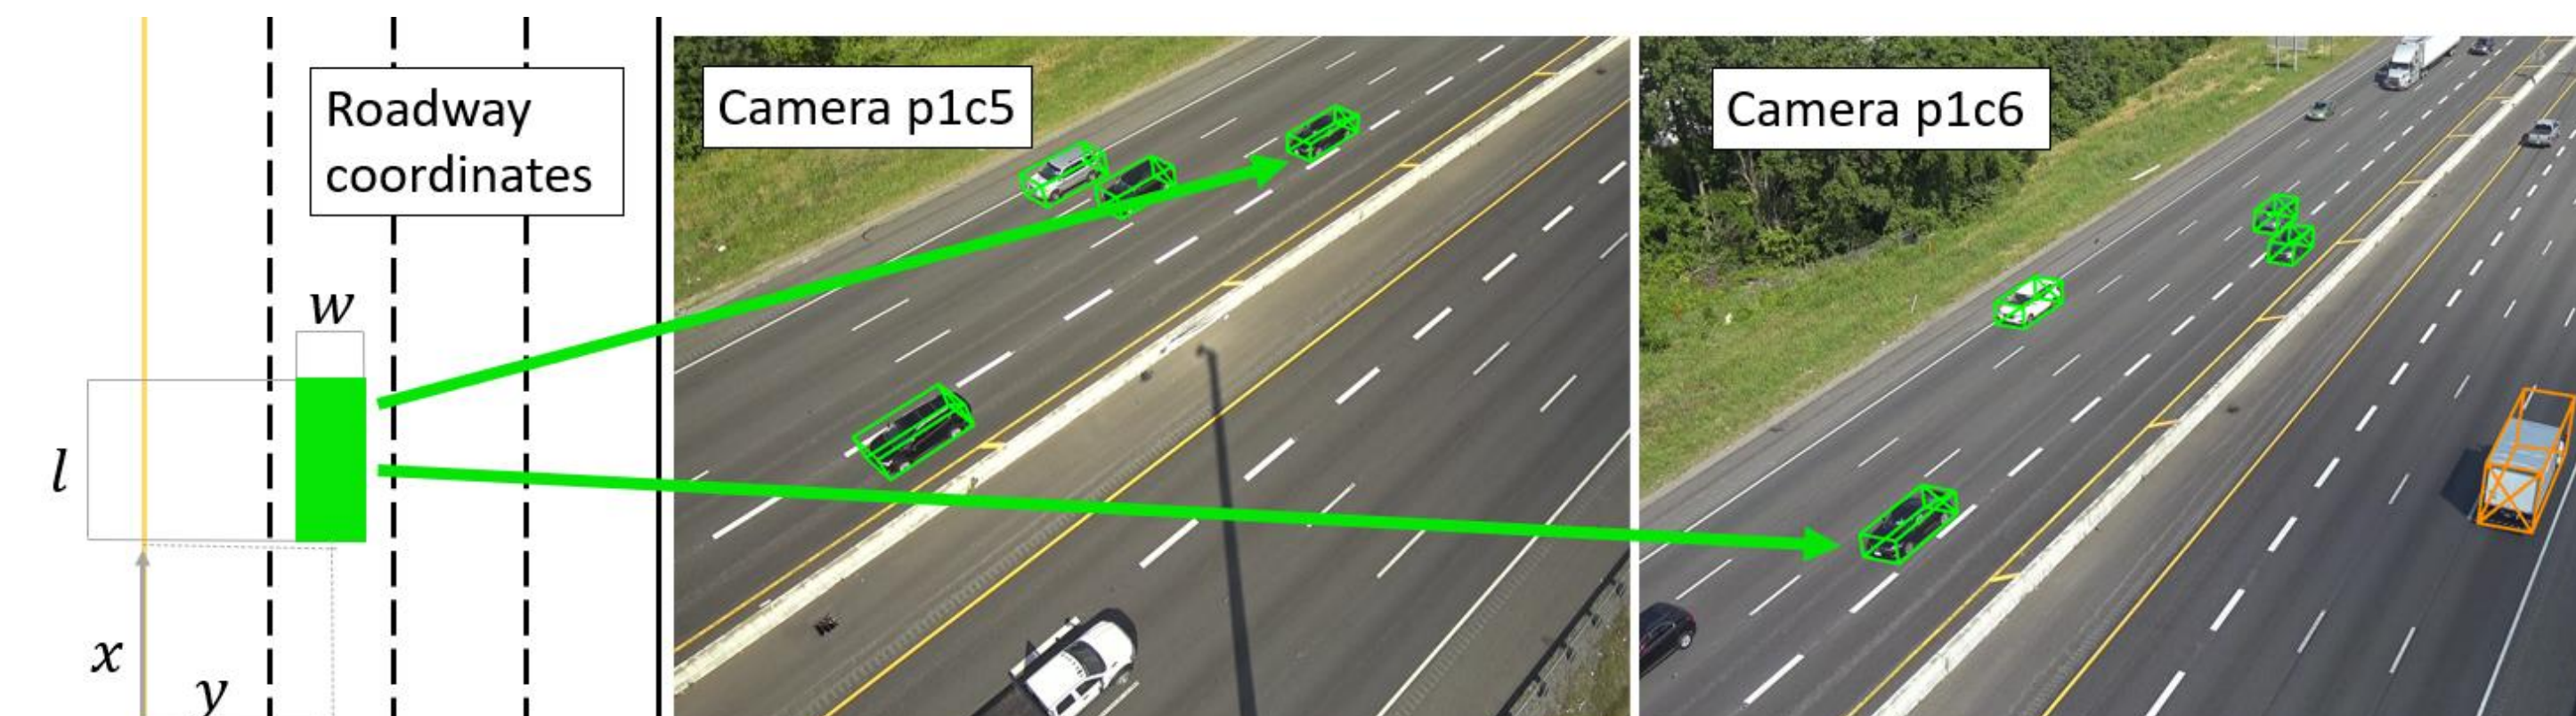 Roadway
coordinates
w
l
x
y
Camera p1c5
Camera p1c6